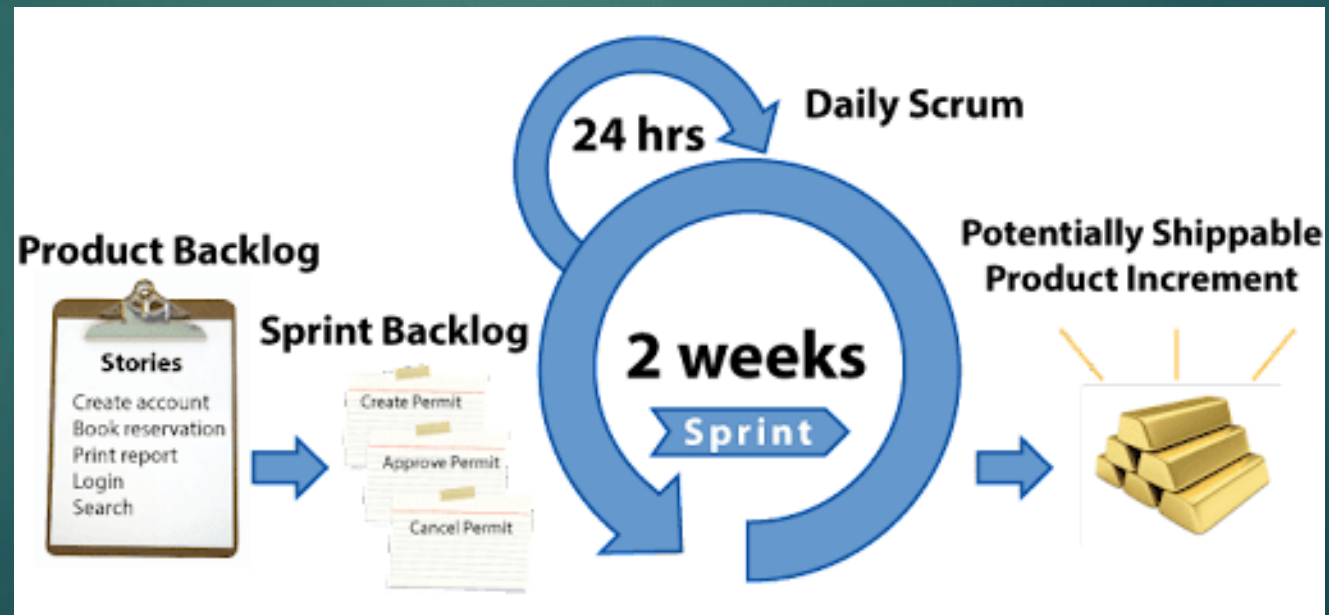 Product Backlog
Stories
Create account
Book reservation
Print report
Login
Search
Sprint Backlog
Create Permit
Approve Permit
Cancel Permit
24 hrs
Daily Scrum
2 weeks
Sprint
Potentially Shippable
Product Increment